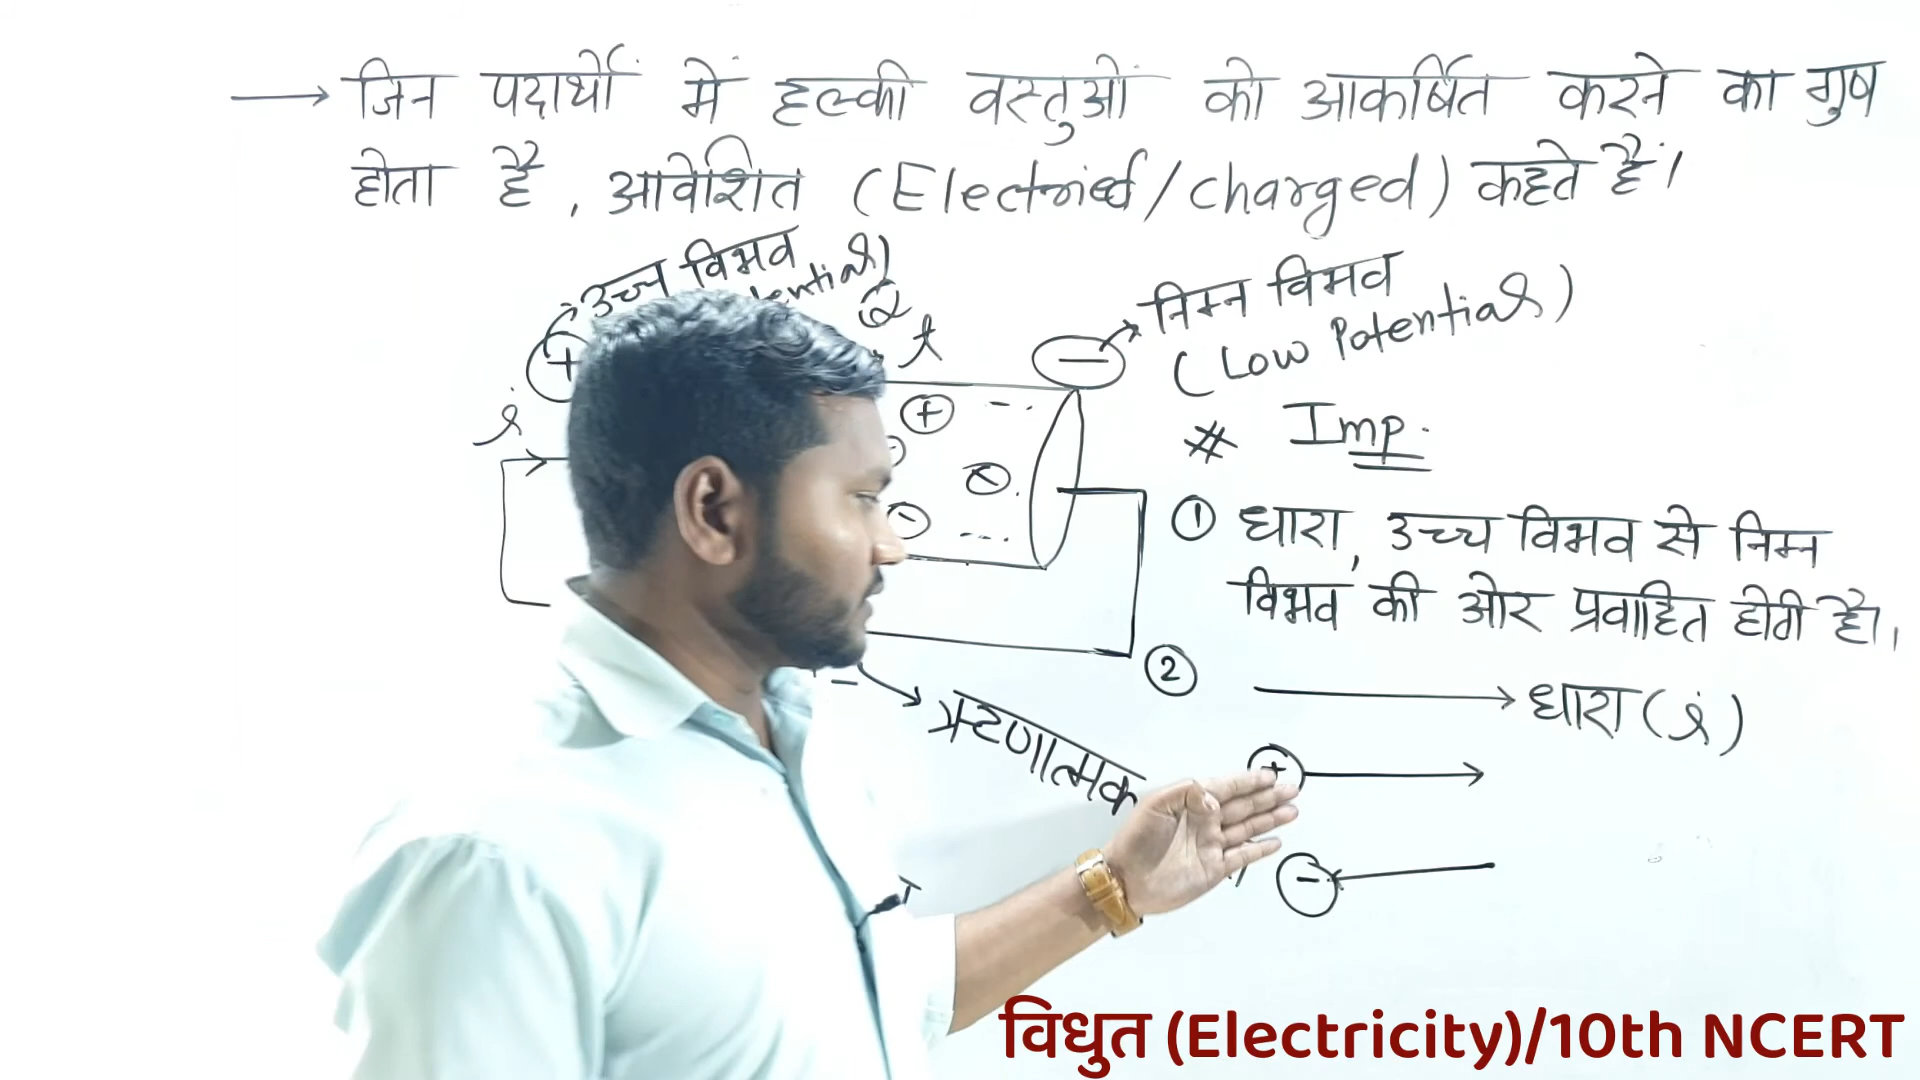 → जिन पदार्थों में हल्की वस्तुओं को आकर्षित करने का गुण
होता है, आवेशित (Electried/charged) कहते हैं।
उच्च विभव
निम्न विभव
(Low Potential)
+
Q
t
−
i
+
−
# Imp.
① धारा, उच्च विभव से निम्न
विभव की ओर प्रवाहित होती है।
② → धारा (i)
ऋणात्मक
+ →
− ←
विधुत (Electricity)/10th NCERT